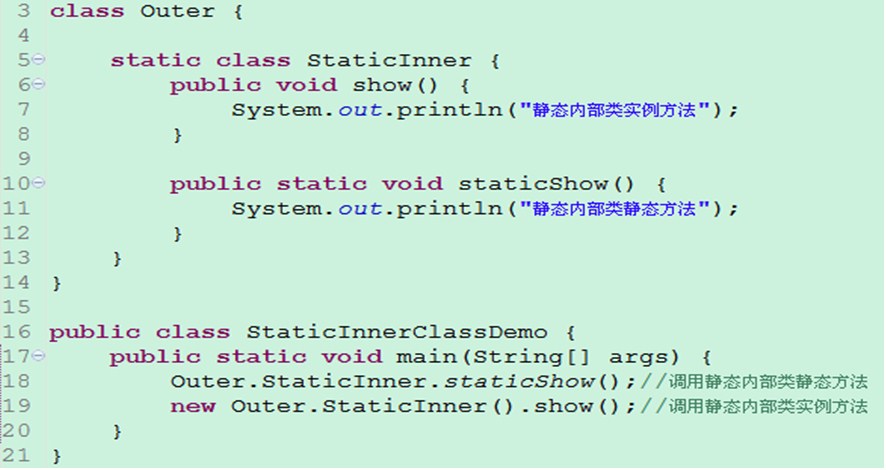 3 class Outer {
4
5 static class StaticInner {
6 public void show() {
7 System.out.println("静态内部类实例方法");
8 }
9
10 public static void staticShow() {
11 System.out.println("静态内部类静态方法");
12 }
13 }
14 }
15
16 public class StaticInnerClassDemo {
17 public static void main(String[] args) {
18 Outer.StaticInner.staticShow();//调用静态内部类静态方法
19 new Outer.StaticInner().show();//调用静态内部类实例方法
20 }
21 }